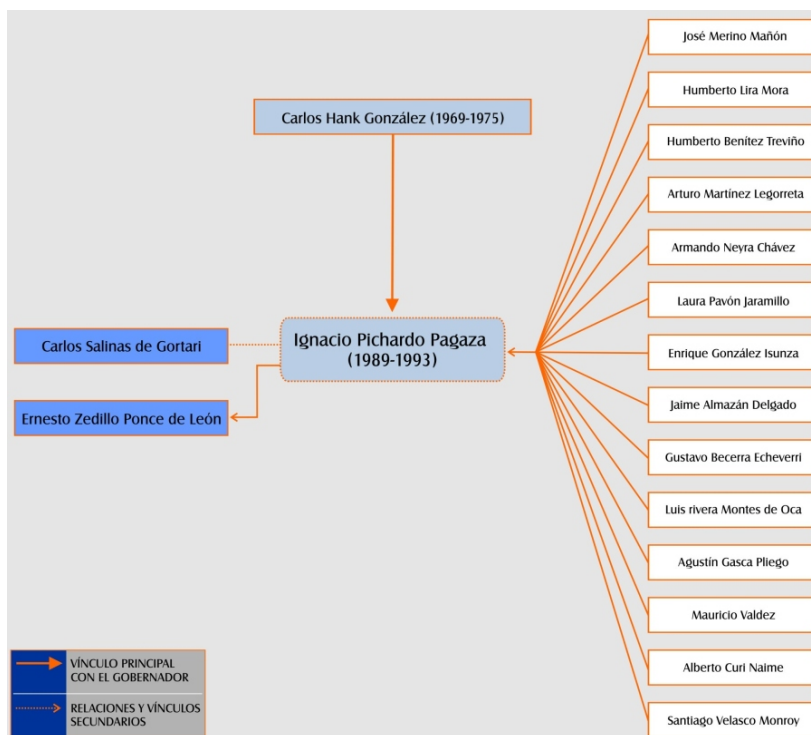 José Merino Mañón
Humberto Lira Mora
Carlos Hank González (1969-1975)
Humberto Benítez Treviño
Arturo Martínez Legorreta
Armando Neyra Chávez
Laura Pavón Jaramillo
Carlos Salinas de Gortari
Ignacio Pichardo Pagaza
(1989-1993)
Enrique González Isunza
Ernesto Zedillo Ponce de León
Jaime Almazán Delgado
Gustavo Becerra Echeverri
Luis rivera Montes de Oca
Agustín Gasca Pliego
Mauricio Valdez
Alberto Curi Naime
Santiago Velasco Monroy
VÍNCULO PRINCIPAL
CON EL GOBERNADOR
RELACIONES Y VÍNCULOS
SECUNDARIOS